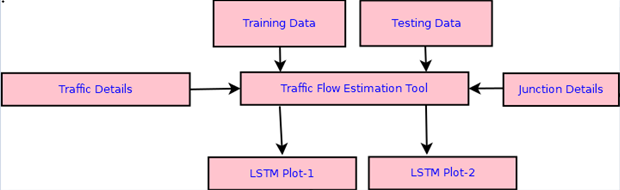 Training Data
Testing Data
Traffic Details
Traffic Flow Estimation Tool
Junction Details
LSTM Plot-1
LSTM Plot-2